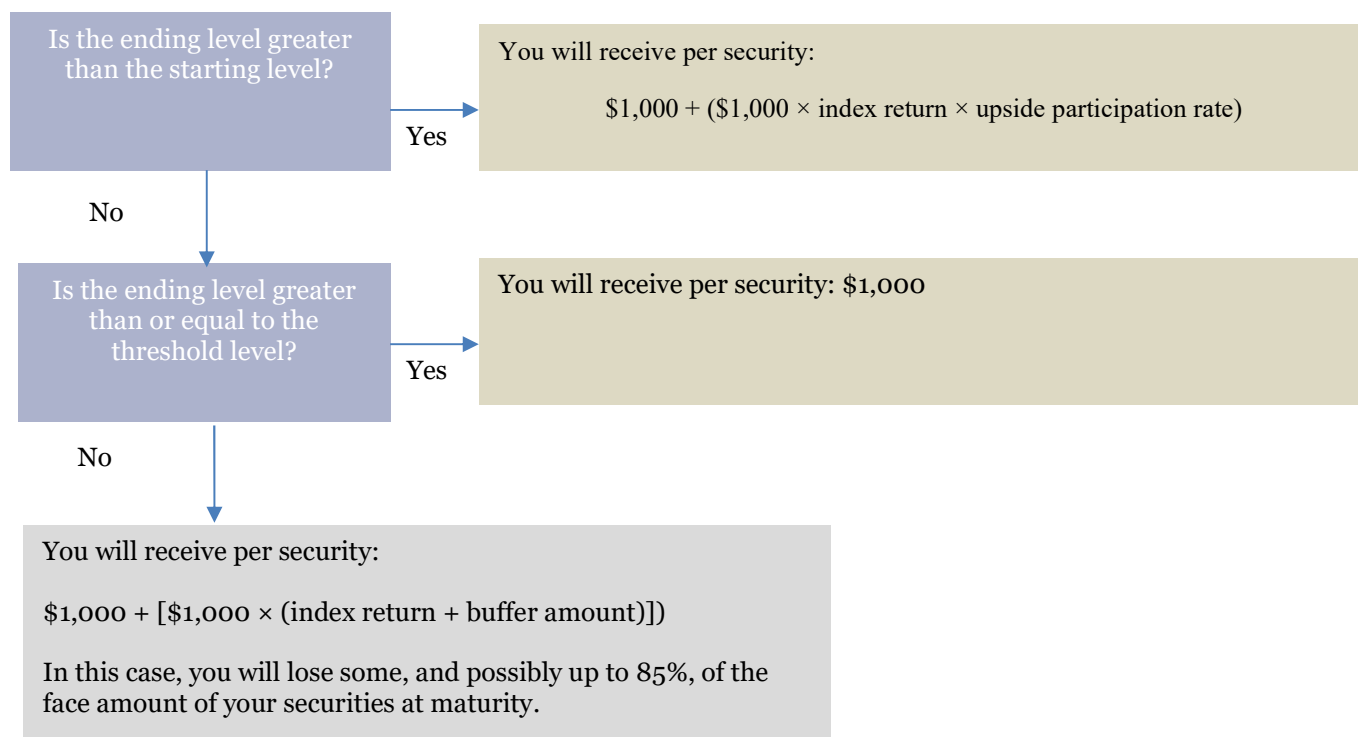 Is the ending level greater
than the starting level?
You will receive per security:
$1,000 + ($1,000 × index return × upside participation rate)
Yes
No
Is the ending level greater
than or equal to the
threshold level?
You will receive per security: $1,000
Yes
No
You will receive per security:
$1,000 + [$1,000 × (index return + buffer amount)])
In this case, you will lose some, and possibly up to 85%, of the
face amount of your securities at maturity.